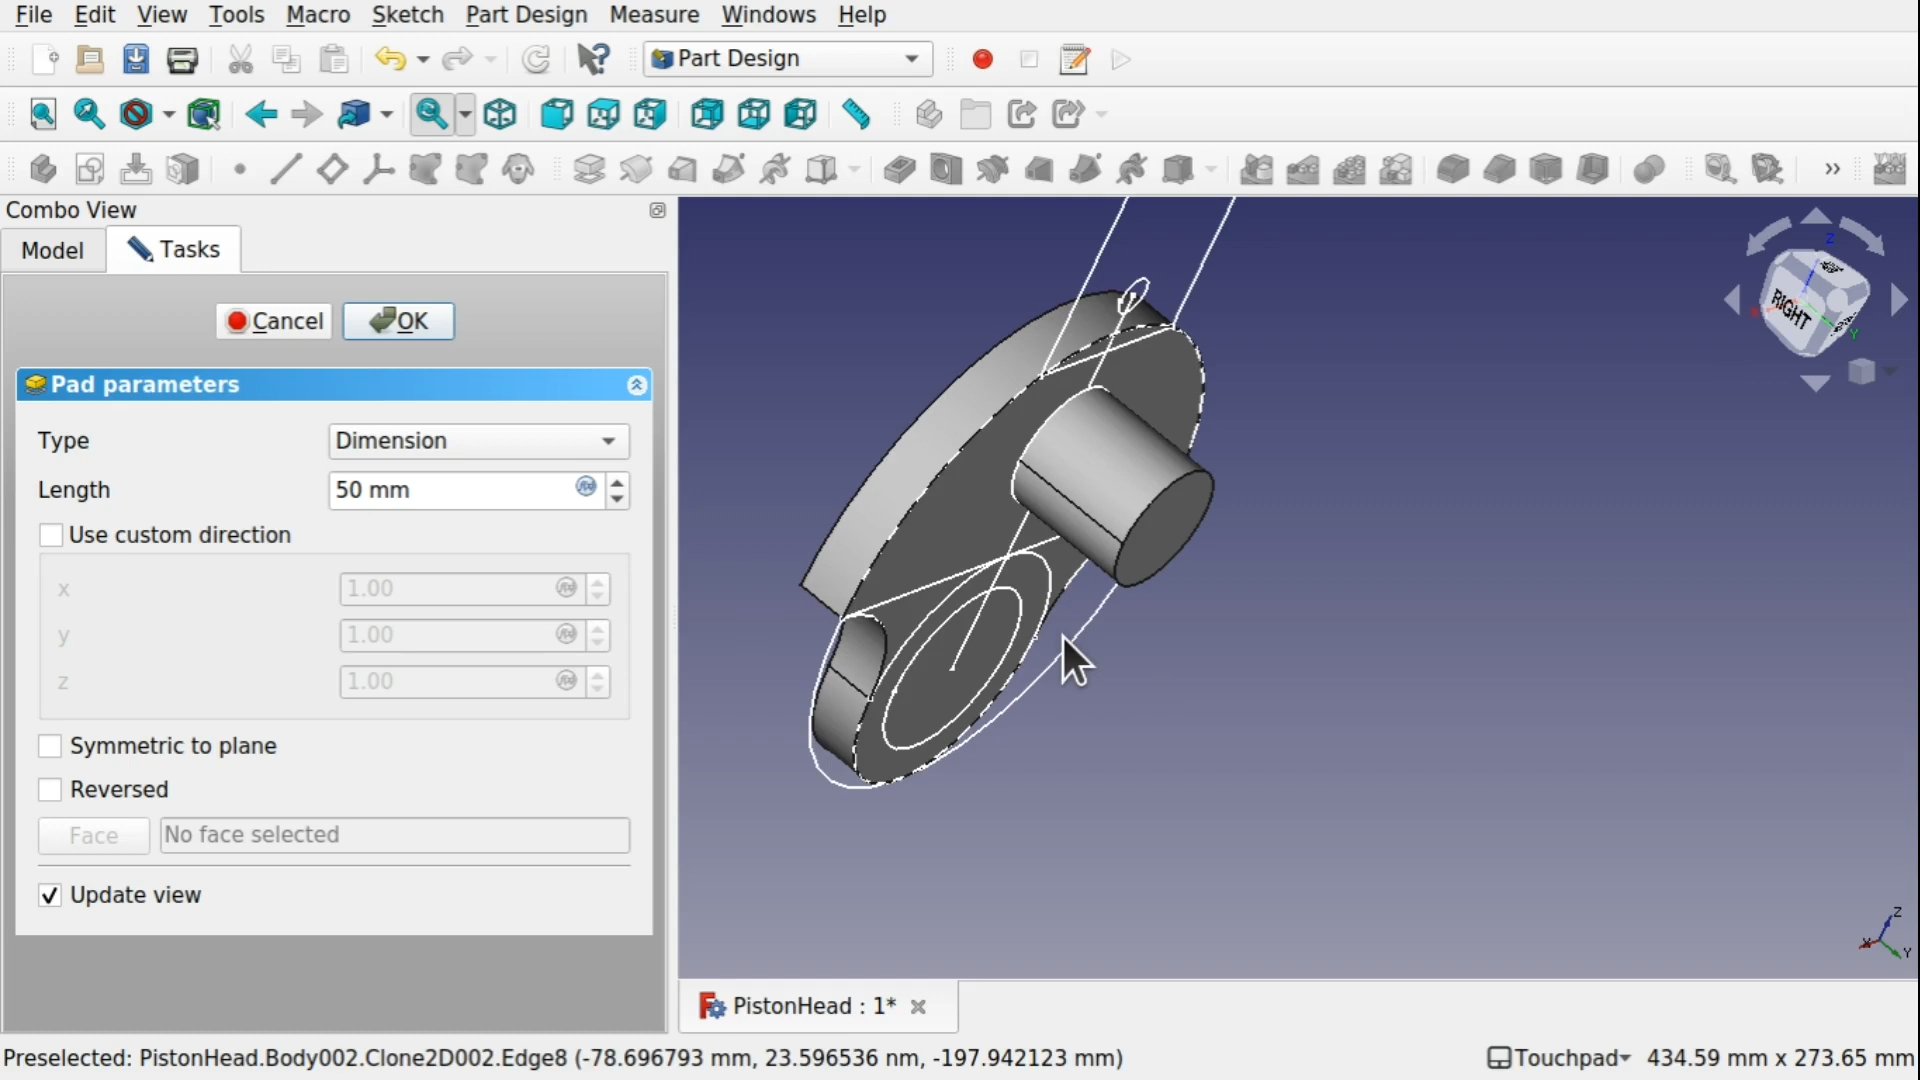 File Edit View Tools Macro Sketch Part Design Measure Windows Help
Part Design
Combo View
Model Tasks
Cancel OK
Pad parameters
Type Dimension
Length 50 mm
Use custom direction
x 1.00
y 1.00
z 1.00
Symmetric to plane
Reversed
Face No face selected
Update view
RIGHT
Z
X
Y
Z
X
Y
PistonHead : 1*
Preselected: PistonHead.Body002.Clone2D002.Edge8 (-78.696793 mm, 23.596536 nm, -197.942123 mm)
Touchpad 434.59 mm x 273.65 mm